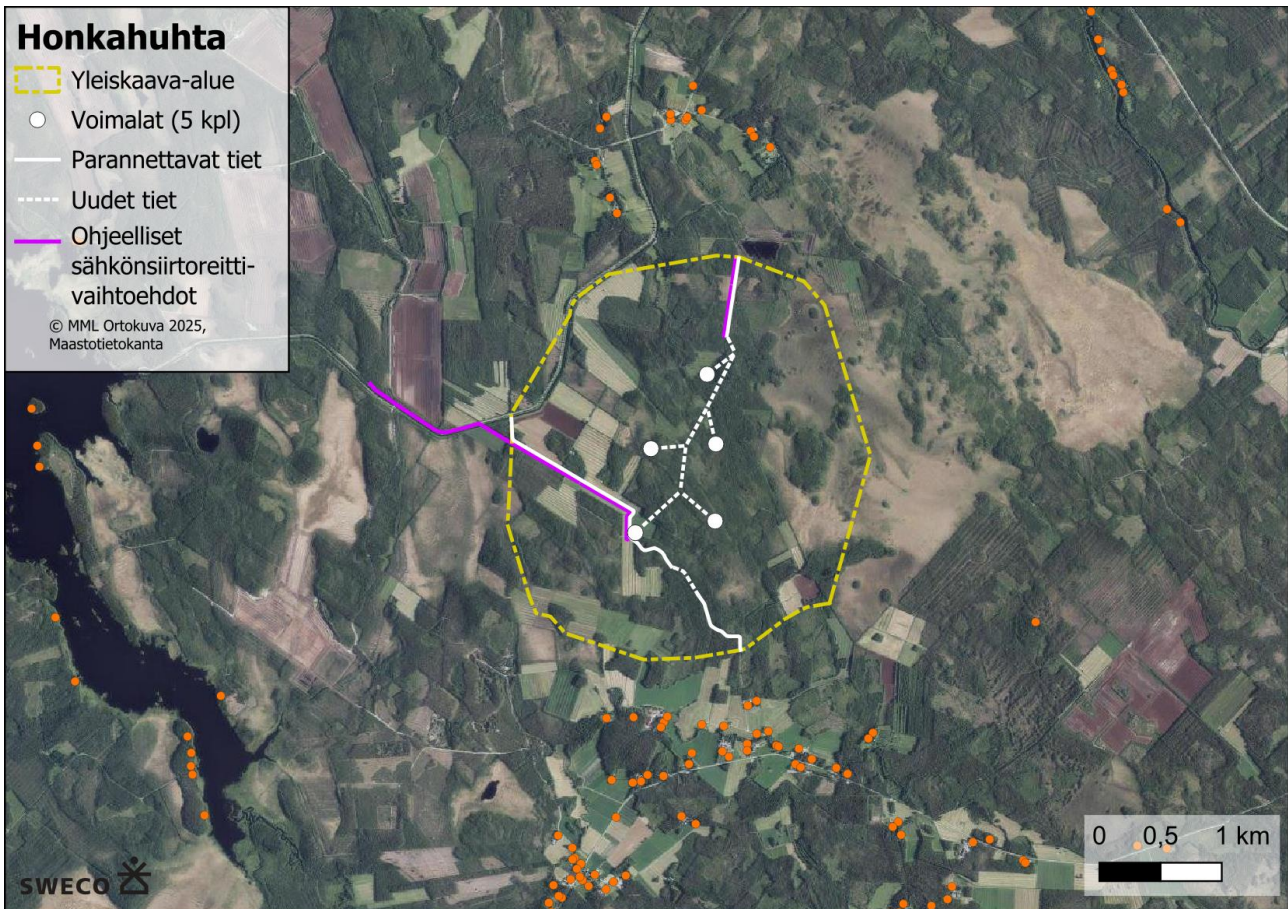 Honkahuhta
Yleiskaava-alue
Voimalat (5 kpl)
Parannettavat tiet
Uudet tiet
Ohjeelliset
sähkönsiirtoreitti-
vaihtoehdot
© MML Ortokuva 2025,
Maastotietokanta
0 0,5 1 km
SWECO